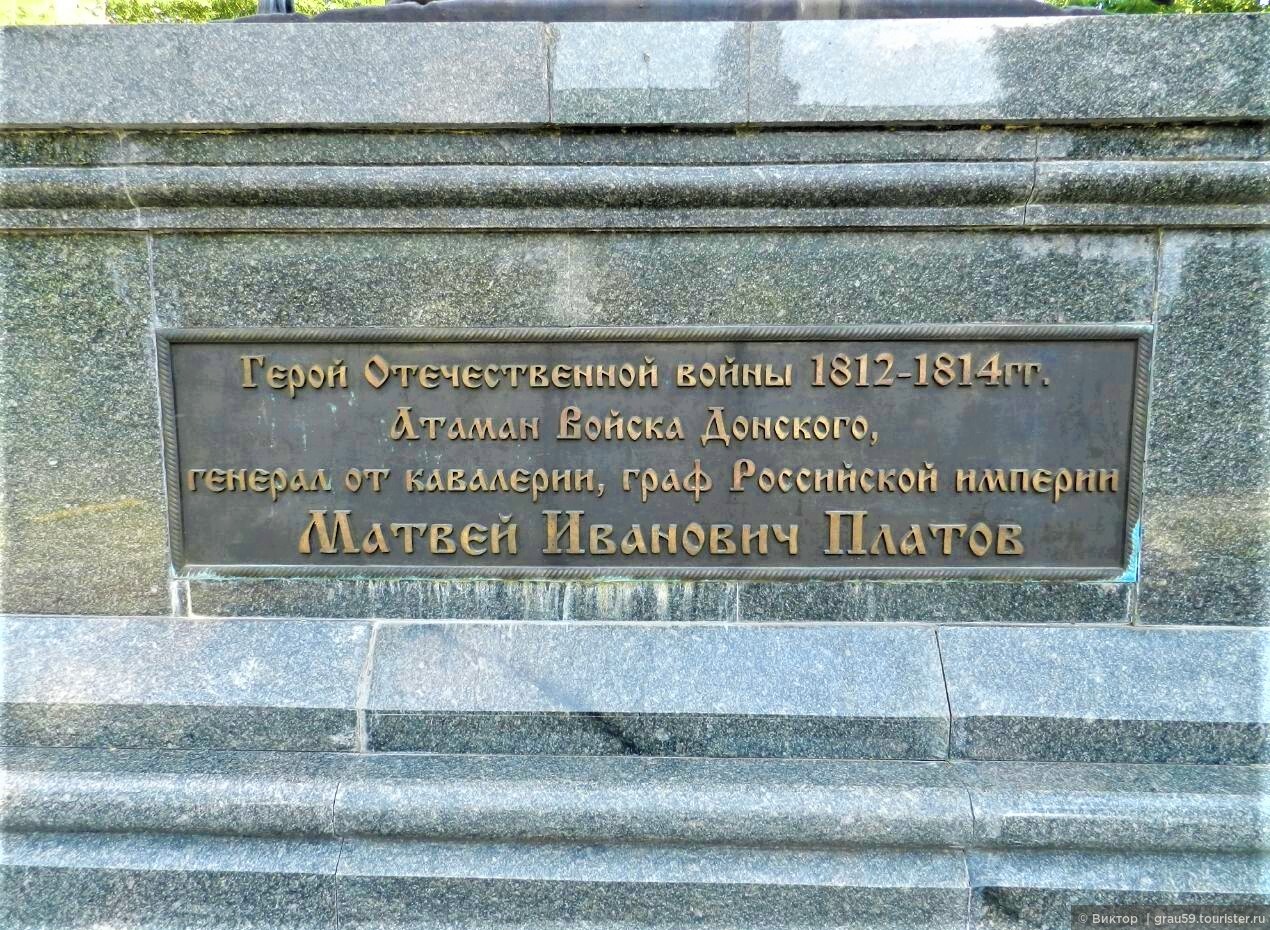 Герой Отечественной войны 1812-1814гг.
Атаман Войска Донского,
генерал от кавалерии, граф Российской империи
Матвей Иванович Платов
© Виктор | grau59.tourister.ru